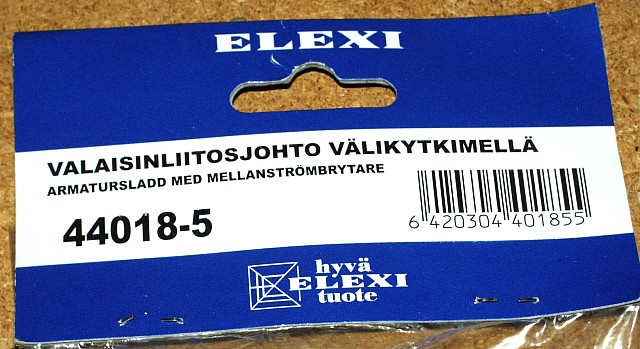 ELEXI
VALAISINLIITOSJOHTO VÄLIKYTKIMELLÄ
ARMATURSLADD MED MELLANSTRÖMBRYTARE
44018-5
6 420304 401855
hyvä
ELEXI
tuote